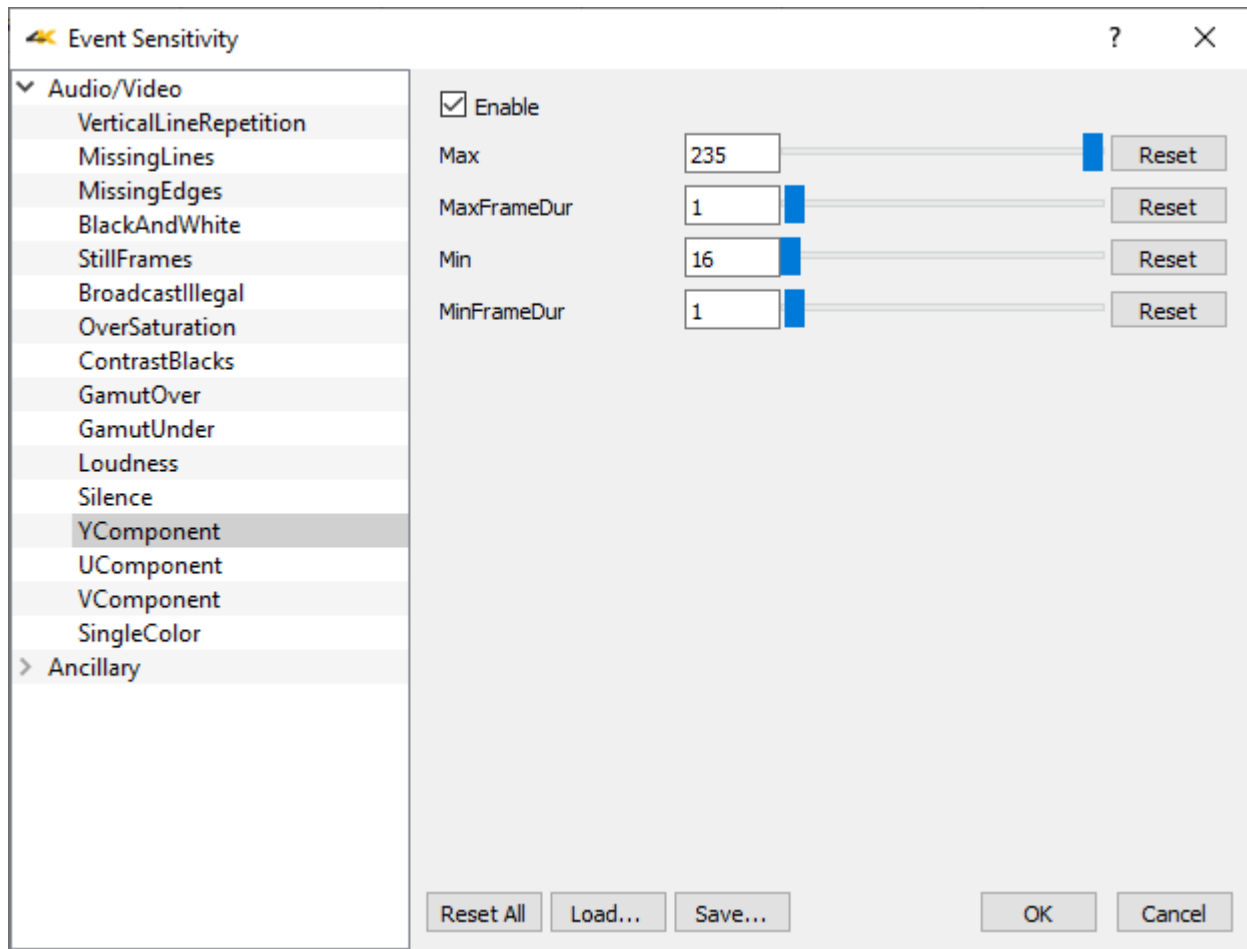 4K Event Sensitivity ?
Audio/Video
VerticalLineRepetition
MissingLines
MissingEdges
BlackAndWhite
StillFrames
BroadcastIllegal
OverSaturation
ContrastBlacks
GamutOver
GamutUnder
Loudness
Silence
YComponent
UComponent
VComponent
SingleColor
Ancillary
Enable
Max 235 Reset
MaxFrameDur 1 Reset
Min 16 Reset
MinFrameDur 1 Reset
Reset All Load... Save... OK Cancel